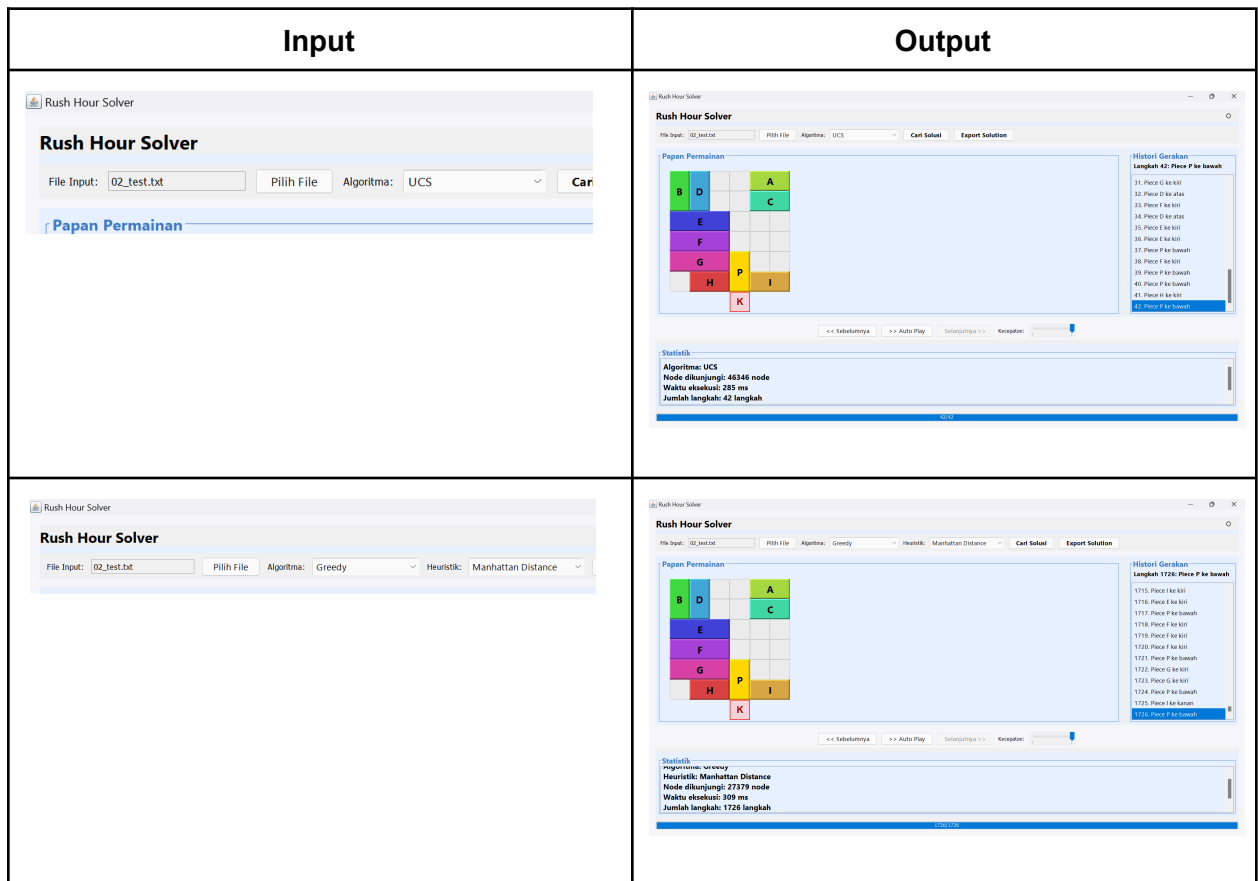 Input
Output
Rush Hour Solver
Rush Hour Solver
File Input: 02_test.txt Pilih File Algoritma: UCS Cari
Papan Permainan
Rush Hour Solver
Rush Hour Solver
File Input: 02_test.txt Pilih File Algoritma: UCS Cari Solusi Export Solution
Papan Permainan
B D A
C
E
F
G P
H I
K
Histori Gerakan
Langkah 42: Piece P ke bawah
31. Piece G ke kiri
32. Piece D ke atas
33. Piece F ke kiri
34. Piece D ke atas
35. Piece E ke kiri
36. Piece E ke kiri
37. Piece P ke bawah
38. Piece F ke kiri
39. Piece P ke bawah
40. Piece P ke bawah
41. Piece H ke kiri
42. Piece P ke bawah
<< Sebelumnya >> Auto Play Selanjutnya >> Kecepatan:
Statistik
Algoritma: UCS
Node dikunjungi: 46346 node
Waktu eksekusi: 285 ms
Jumlah langkah: 42 langkah
42/42
Rush Hour Solver
Rush Hour Solver
File Input: 02_test.txt Pilih File Algoritma: Greedy Heuristik: Manhattan Distance
Rush Hour Solver
Rush Hour Solver
File Input: 02_test.txt Pilih File Algoritma: Greedy Heuristik: Manhattan Distance Cari Solusi Export Solution
Papan Permainan
B D A
C
E
F
G P
H I
K
Histori Gerakan
Langkah 1726: Piece P ke bawah
1715. Piece I ke kiri
1716. Piece E ke kiri
1717. Piece P ke bawah
1718. Piece F ke kiri
1719. Piece F ke kiri
1720. Piece F ke kiri
1721. Piece P ke bawah
1722. Piece G ke kiri
1723. Piece G ke kiri
1724. Piece P ke bawah
1725. Piece I ke kanan
1726. Piece P ke bawah
<< Sebelumnya >> Auto Play Selanjutnya >> Kecepatan:
Statistik
Algoritma: Greedy
Heuristik: Manhattan Distance
Node dikunjungi: 27379 node
Waktu eksekusi: 309 ms
Jumlah langkah: 1726 langkah
1726/1726